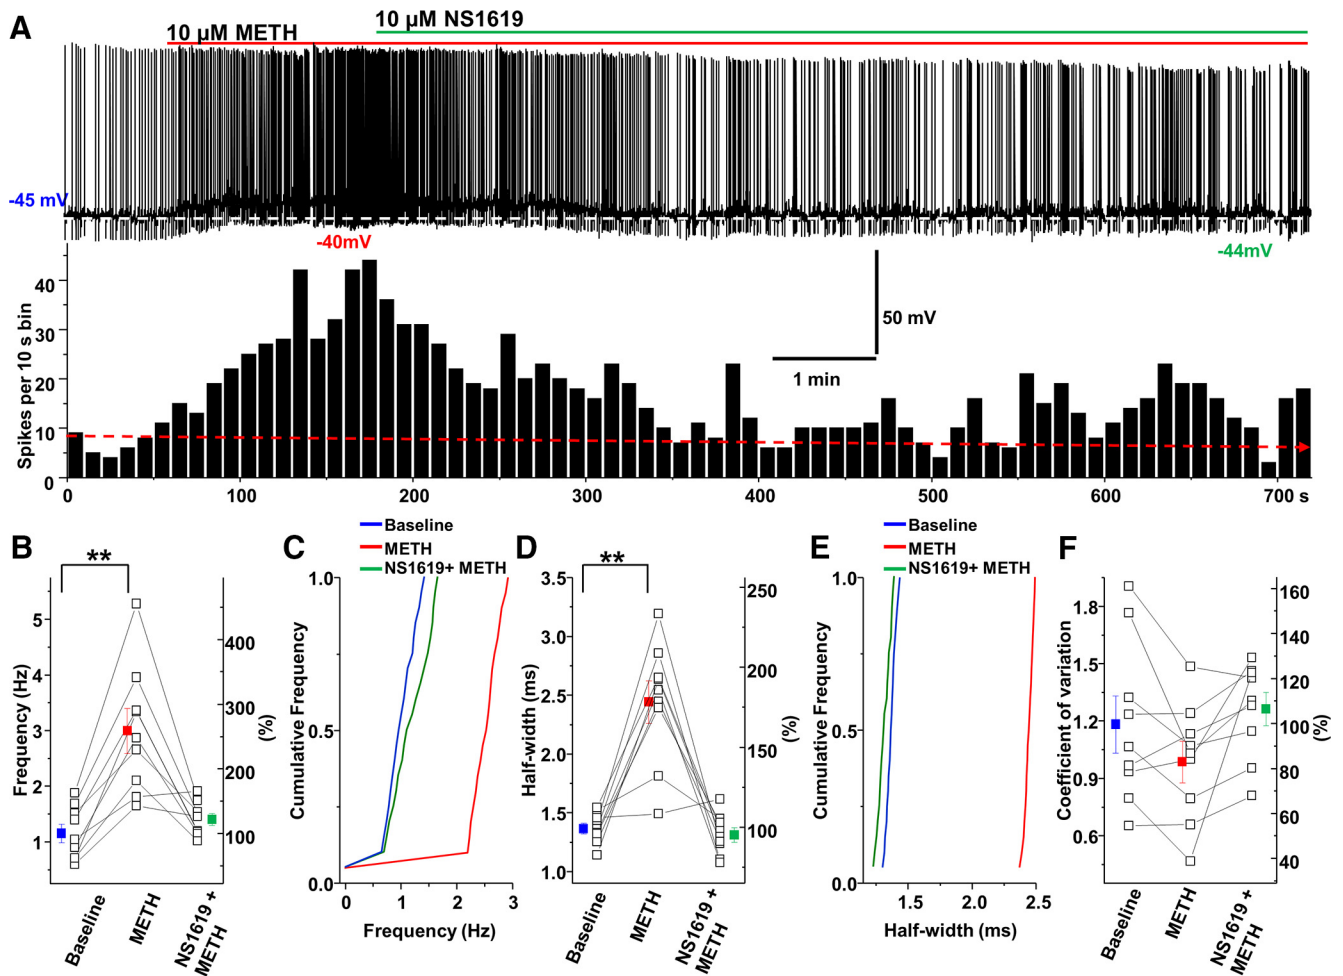 A
10 µM NS1619
10 µM METH
-45 mV
-40mV
-44mV
50 mV
1 min
Spikes per 10 s bin
40
30
20
10
0
0 100 200 300 400 500 600 700 s
B
**
Frequency (Hz)
5
4
3
2
1
400
300
200
100
(%)
Baseline
METH
NS1619 +
METH
C
Baseline
METH
NS1619+ METH
Cumulative Frequency
1.0
0.5
0.0
0 1 2 3
Frequency (Hz)
D
**
Half-width (ms)
3.5
3.0
2.5
2.0
1.5
1.0
250
200
150
100
(%)
Baseline
METH
NS1619 +
METH
E
Baseline
METH
NS1619+ METH
Cumulative Frequency
1.0
0.5
0.0
1.5 2.0 2.5
Half-width (ms)
F
Coefficient of variation
1.8
1.5
1.2
0.9
0.6
160
140
120
100
80
60
40
(%)
Baseline
METH
NS1619 +
METH